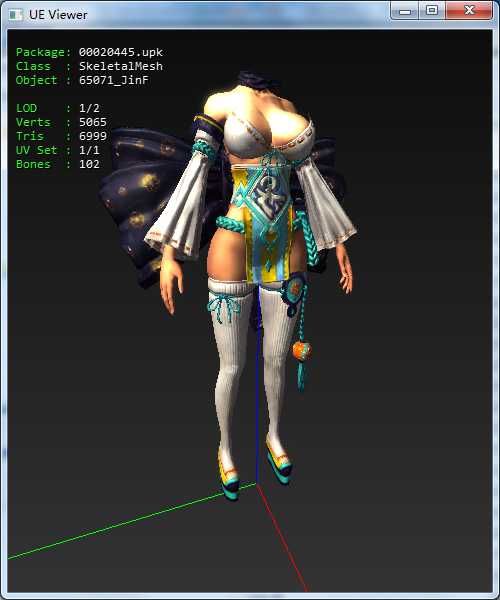 UE Viewer
Package: 00020445.upk
Class : SkeletalMesh
Object : 65071_JinF
LOD : 1/2
Verts : 5065
Tris : 6999
UV Set : 1/1
Bones : 102